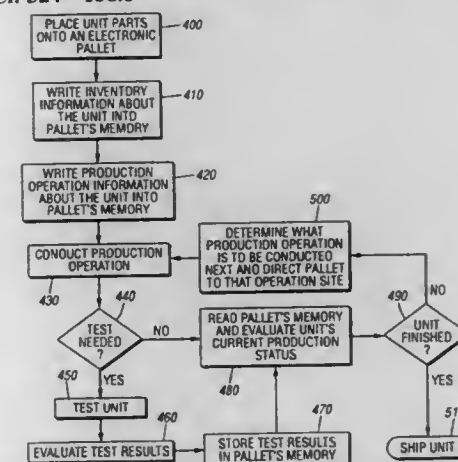 PLACE UNIT PARTS
ONTO AN ELECTRONIC
PALLET
400
WRITE INVENTORY
INFORMATION ABOUT
THE UNIT INTO
PALLET'S MEMORY
410
WRITE PRODUCTION
OPERATION INFORMATION
ABOUT THE UNIT INTO
PALLET'S MEMORY
420
CONDUCT PRODUCTION
OPERATION
430
DETERMINE WHAT
PRODUCTION OPERATION
IS TO BE CONDUCTED
NEXT AND DIRECT PALLET
TO THAT OPERATION SITE
500
TEST
NEEDED
?
440
NO
YES
READ PALLET'S MEMORY
AND EVALUATE UNIT'S
CURRENT PRODUCTION
STATUS
480
UNIT
FINISHED
?
490
NO
YES
TEST UNIT
450
EVALUATE TEST RESULTS
460
STORE TEST RESULTS
IN PALLET'S MEMORY
470
SHIP UNIT